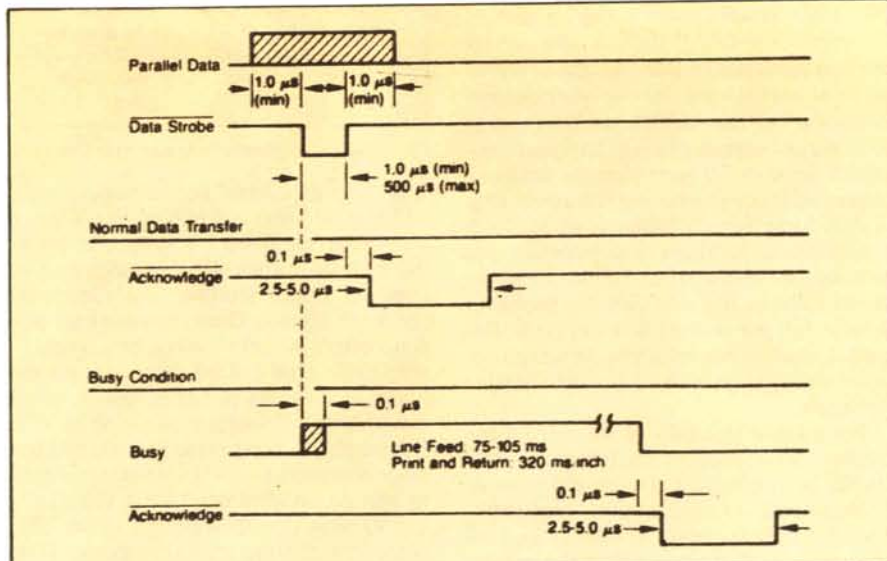 Parallel Data
1.0 μs 1.0 μs
(min) (min)
Data Strobe
1.0 μs (min)
500 μs (max)
Normal Data Transfer
0.1 μs
Acknowledge
2.5-5.0 μs
Busy Condition
0.1 μs
Busy
Line Feed: 75-105 ms
Print and Return: 320 ms inch
0.1 μs
Acknowledge
2.5-5.0 μs